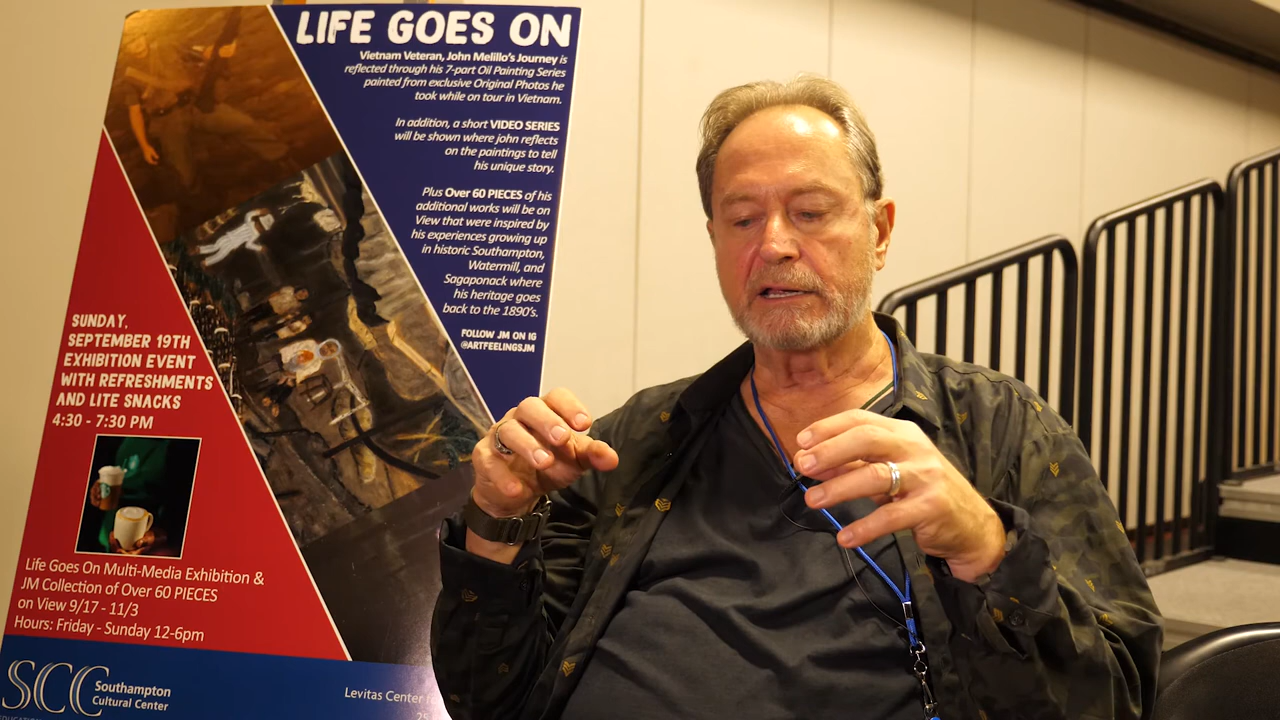 LIFE GOES ON
Vietnam Veteran, John Melillo's Journey is
reflected through his 7-part Oil Painting Series
painted from exclusive Original Photos he
took while on tour in Vietnam.
In addition, a short VIDEO SERIES
will be shown where john reflects
on the paintings to tell
his unique story.
Plus Over 60 PIECES of his
additional works will be on
View that were inspired by
his experiences growing up
in historic Southampton,
Watermill, and
Sagaponack where
his heritage goes
back to the 1890's.
FOLLOW JM ON IG
@ARTFEELINGSJM
SUNDAY,
SEPTEMBER 19TH
EXHIBITION EVENT
WITH REFRESHMENTS
AND LITE SNACKS
4:30 - 7:30 PM
Life Goes On Multi-Media Exhibition &
JM Collection of Over 60 PIECES
on View 9/17 - 11/3
Hours: Friday - Sunday 12-6pm
SCC Southampton
Cultural Center
Levitas Center
25